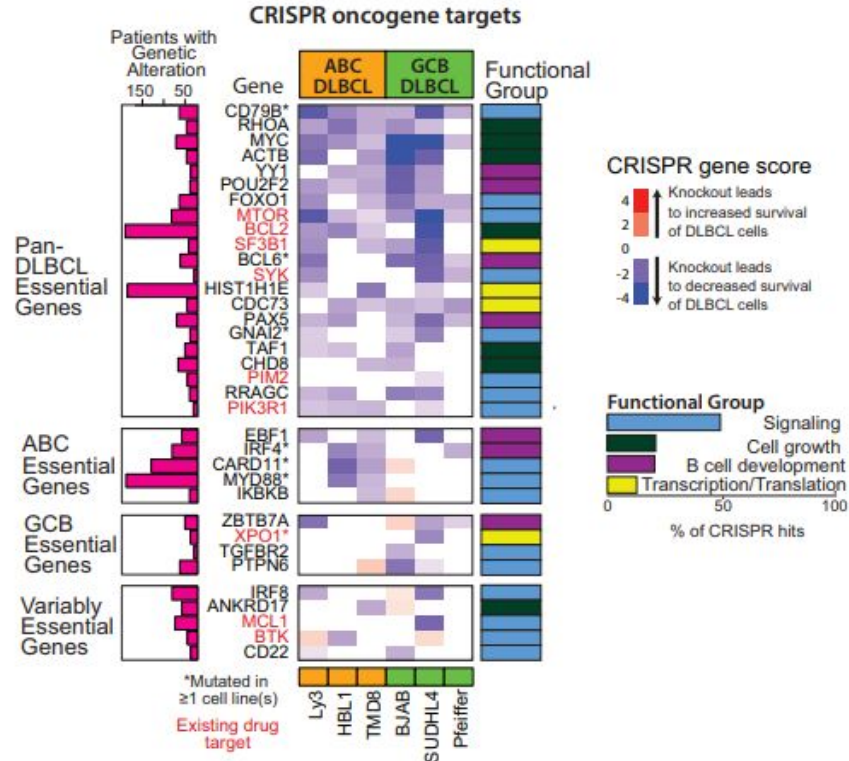 CRISPR oncogene targets
Patients with
Genetic
Alteration
150 50
Gene
ABC
DLBCL
GCB
DLBCL
Functional
Group
Pan-
DLBCL
Essential
Genes
CD79B*
RHOA
MYC
ACTB
YY1
POU2F2
FOXO1
MTOR
BCL2
SF3B1
BCL6*
SYK
HIST1H1E
CDC73
PAX5
GNAI2*
TAF1
CHD8
PIM2
RRAGC
PIK3R1
ABC
Essential
Genes
EBF1
IRF4*
CARD11*
MYD88*
IKBKB
GCB
Essential
Genes
ZBTB7A
XPO1*
TGFBR2
PTPN6
Variably
Essential
Genes
IRF8
ANKRD17
MCL1
BTK
CD22
*Mutated in
≥1 cell line(s)
Existing drug
target
Ly3
HBL1
TMD8
BJAB
SUDHL4
Pfeiffer
CRISPR gene score
4
2
0
-2
-4
Knockout leads
to increased survival
of DLBCL cells
Knockout leads
to decreased survival
of DLBCL cells
Functional Group
Signaling
Cell growth
B cell development
Transcription/Translation
0 50 100
% of CRISPR hits